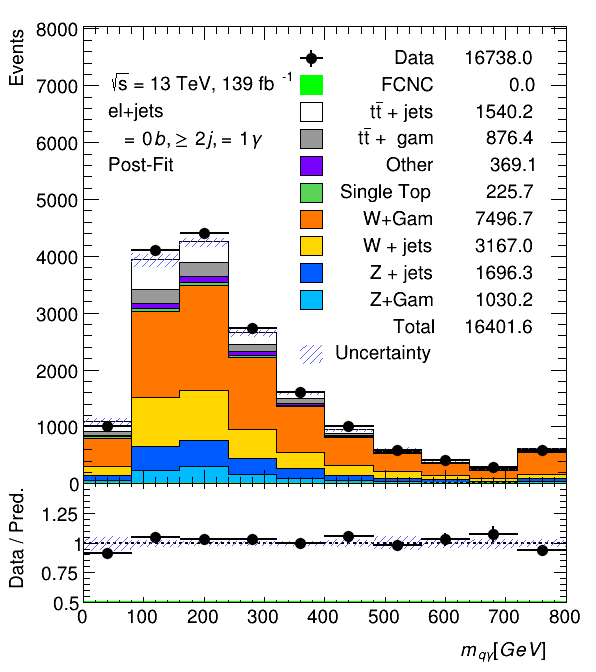 Events
8000
7000
6000
5000
4000
3000
2000
1000
0
√s = 13 TeV, 139 fb⁻¹
el+jets
= 0b, ≥ 2j, = 1γ
Post-Fit
Data 16738.0
FCNC 0.0
tt̄ + jets 1540.2
tt̄ + gam 876.4
Other 369.1
Single Top 225.7
W+Gam 7496.7
W + jets 3167.0
Z + jets 1696.3
Z+Gam 1030.2
Total 16401.6
Uncertainty
Data / Pred.
1.25
1
0.75
0.5
0 100 200 300 400 500 600 700 800
m_qγ[GeV]